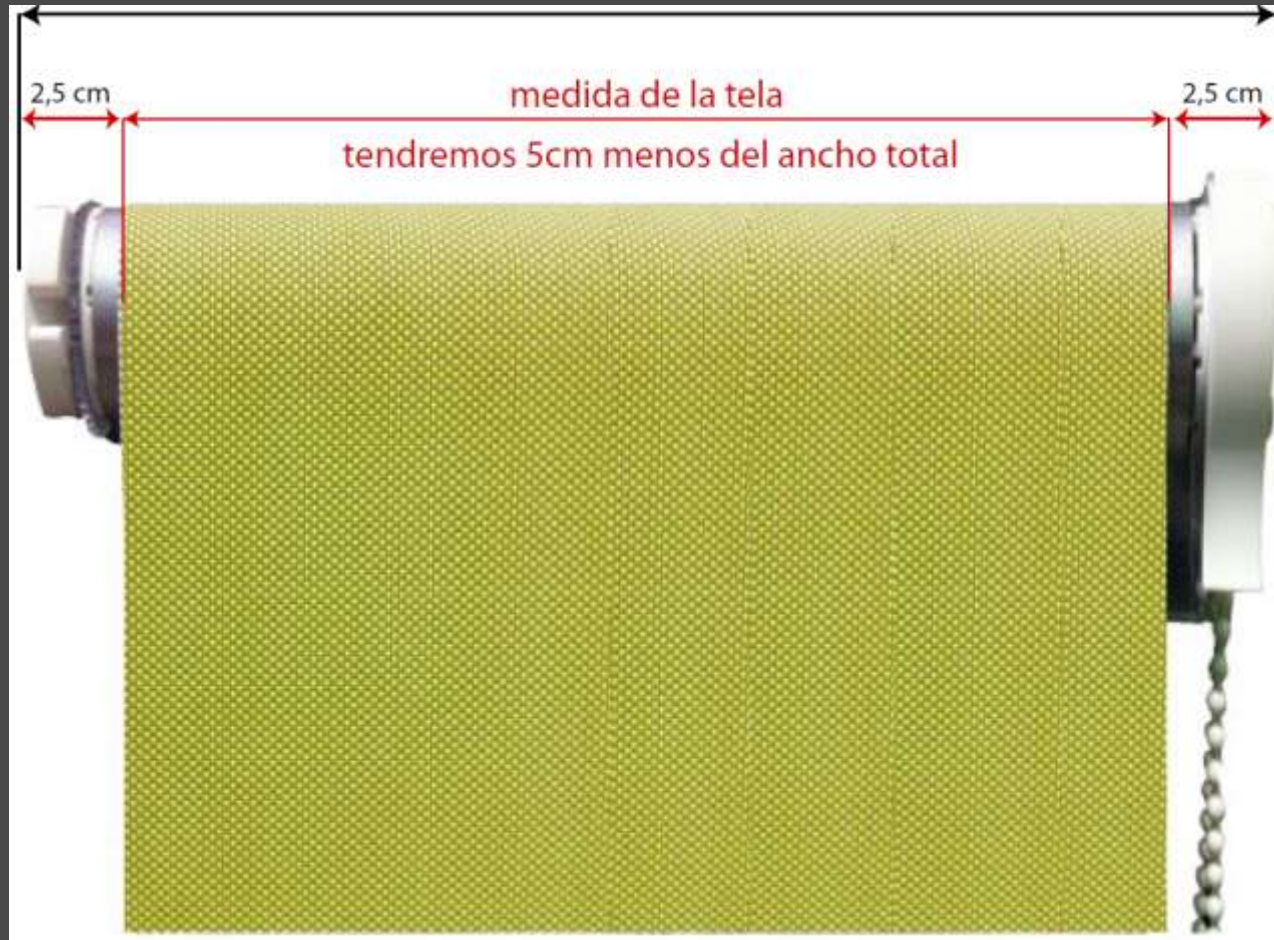 2,5 cm
medida de la tela
2,5 cm
tendremos 5cm menos del ancho total